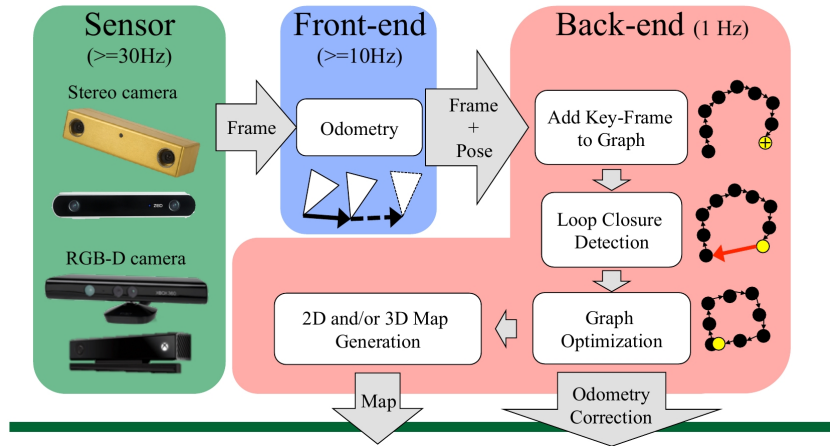 Sensor
(>=30Hz)
Stereo camera
ZED
RGB-D camera
Frame
Front-end
(>=10Hz)
Odometry
Frame
+
Pose
Back-end (1 Hz)
Add Key-Frame
to Graph
Loop Closure
Detection
Graph
Optimization
2D and/or 3D Map
Generation
Map
Odometry
Correction